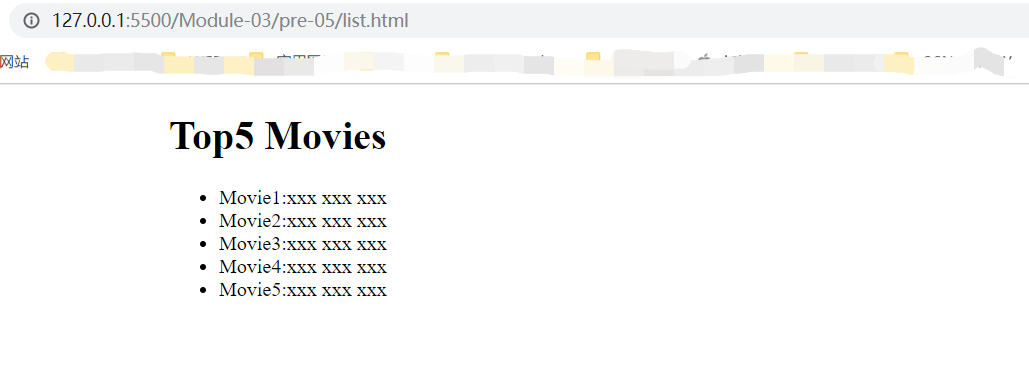 127.0.0.1:5500/Module-03/pre-05/list.html
网站
Top5 Movies
Movie1:xxx xxx xxx
Movie2:xxx xxx xxx
Movie3:xxx xxx xxx
Movie4:xxx xxx xxx
Movie5:xxx xxx xxx